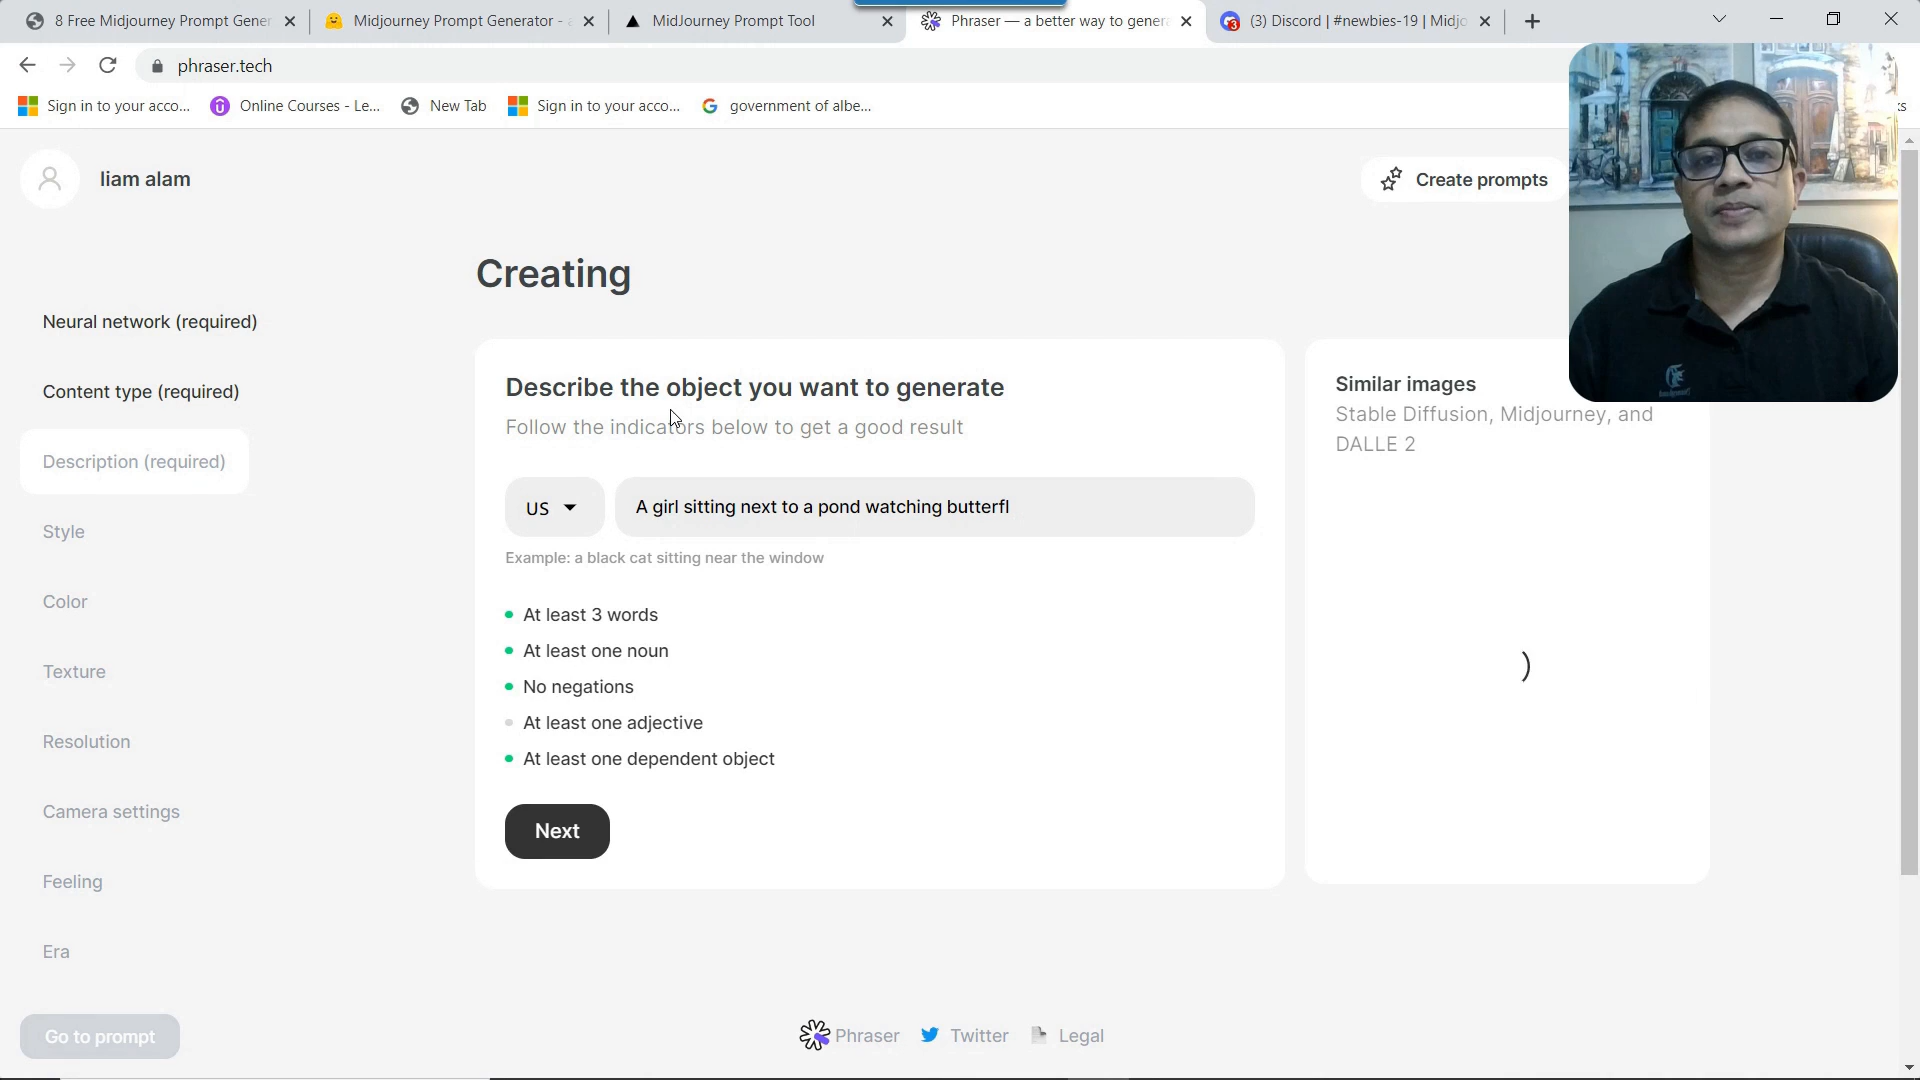 8 Free Midjourney Prompt Gener
Midjourney Prompt Generator - a
MidJourney Prompt Tool
Phraser — a better way to genera
(3) Discord | #newbies-19 | Midjo
phraser.tech
Sign in to your acco...
Online Courses - Le...
New Tab
Sign in to your acco...
government of albe...
liam alam
Create prompts
Creating
Neural network (required)
Content type (required)
Description (required)
Style
Color
Texture
Resolution
Camera settings
Feeling
Era
Go to prompt
Describe the object you want to generate
Follow the indicators below to get a good result
US
A girl sitting next to a pond watching butterfl
Example: a black cat sitting near the window
At least 3 words
At least one noun
No negations
At least one adjective
At least one dependent object
Next
Similar images
Stable Diffusion, Midjourney, and
DALLE 2
Phraser
Twitter
Legal